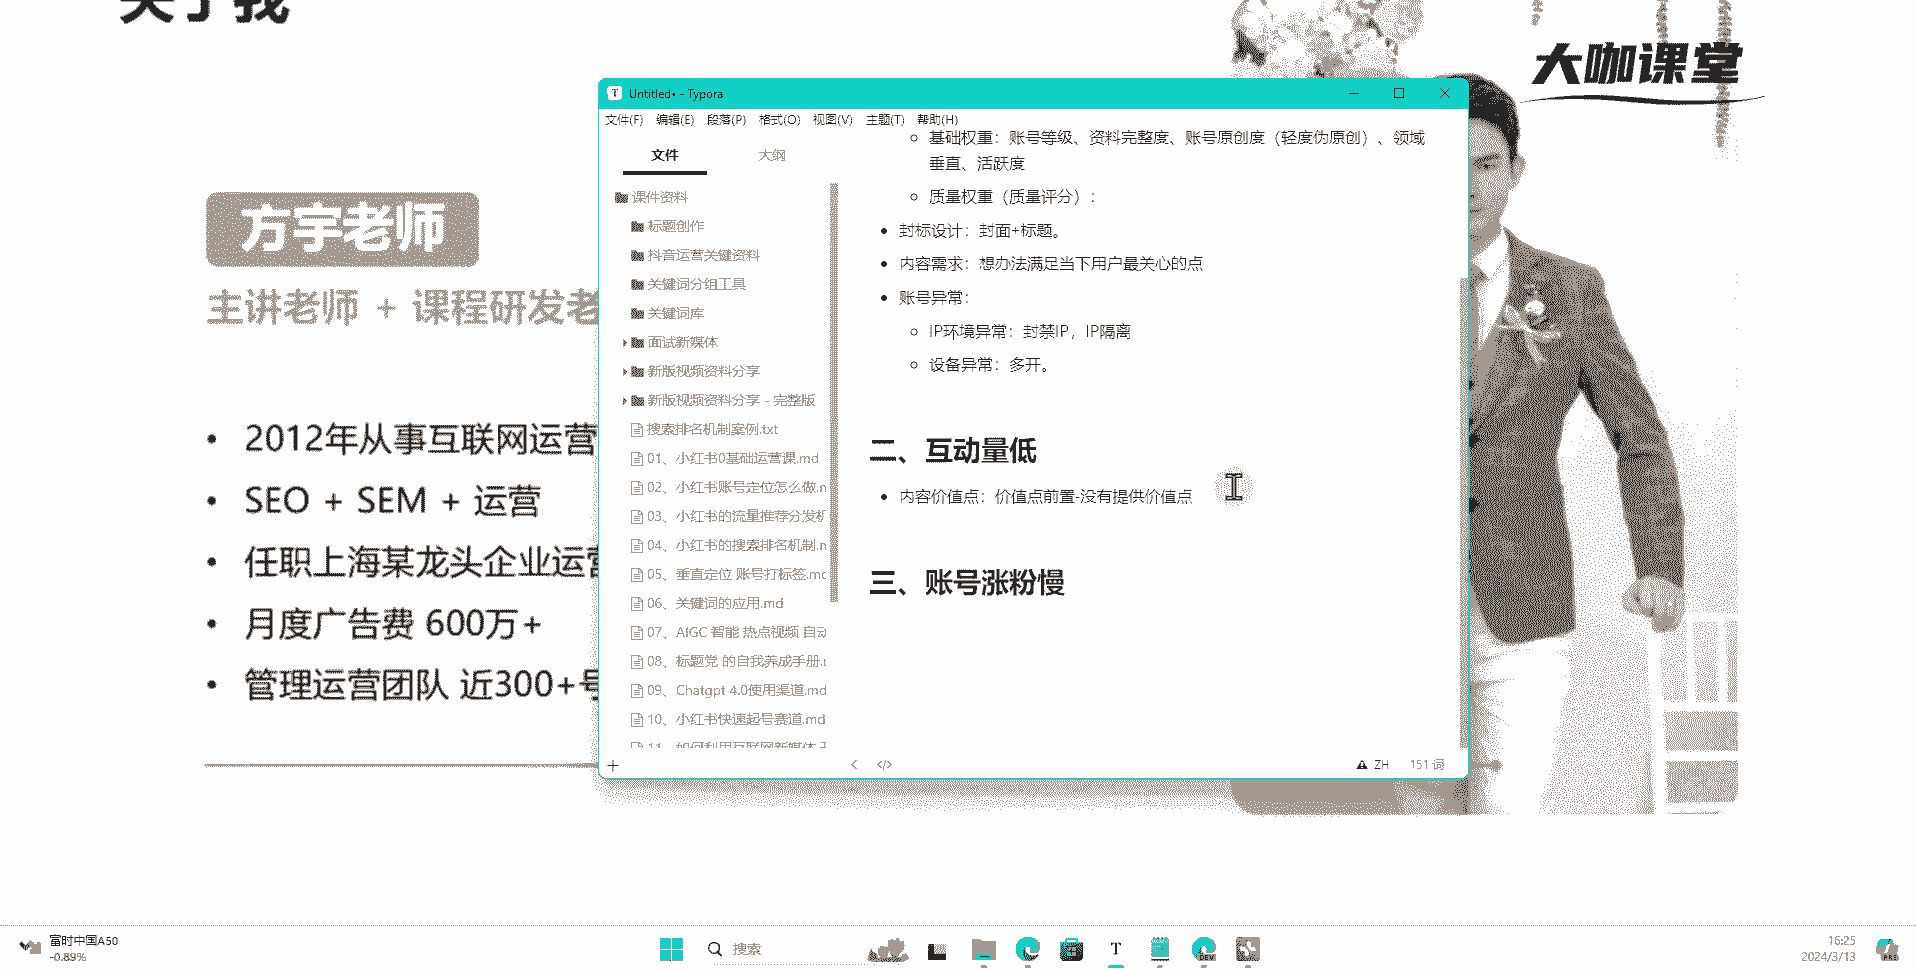 关于我
大咖课堂
方宇老师
主讲老师 + 课程研发老
2012年从事互联网运营
SEO + SEM + 运营
任职上海某龙头企业运营
月度广告费 600万+
管理运营团队 近300+号
Untitled• - Typora
文件(F) 编辑(E) 段落(P) 格式(O) 视图(V) 主题(T) 帮助(H)
文件 大纲
课件资料
标题创作
抖音运营关键资料
关键词分组工具
关键词库
面试新媒体
新版视频资料分享
新版视频资料分享 - 完整版
搜索排名机制案例.txt
01、小红书0基础运营课.md
02、小红书账号定位怎么做.n
03、小红书的流量推荐分发机
04、小红书的搜索排名机制.n
05、垂直定位 账号打标签.mc
06、关键词的应用.md
07、AIGC 智能 热点视频 自动
08、标题党 的自我养成手册.r
09、Chatgpt 4.0使用渠道.md
10、小红书快速起号赛道.md
11、如何利用互联网新媒体
基础权重：账号等级、资料完整度、账号原创度（轻度伪原创）、领域
垂直、活跃度
质量权重（质量评分）：
封标设计：封面+标题。
内容需求：想办法满足当下用户最关心的点
账号异常：
IP环境异常：封禁IP，IP隔离
设备异常：多开。
二、互动量低
内容价值点：价值点前置-没有提供价值点
三、账号涨粉慢
ZH 151 词
富时中国A50
-0.89%
搜索
T
DEV
16:25
2024/3/13
PRE